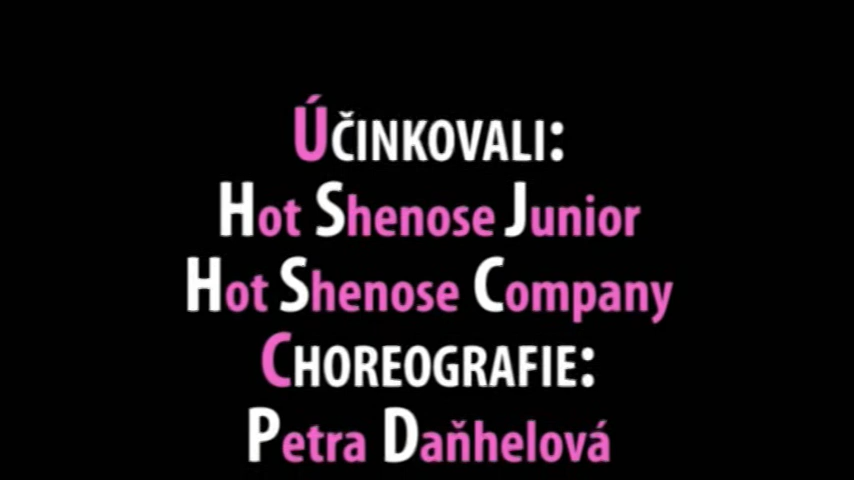 ÚČINKOVALI:
Hot Shenose Junior
Hot Shenose Company
CHOREOGRAFIE:
Petra Daňhelová